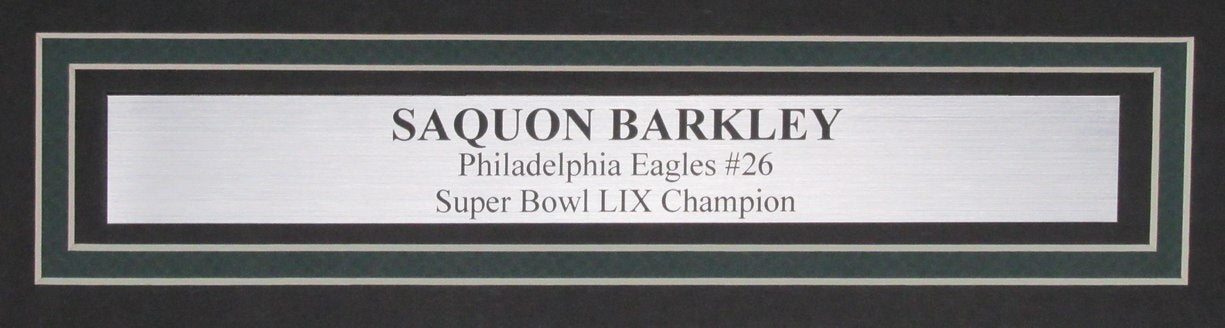 SAQUON BARKLEY
Philadelphia Eagles #26
Super Bowl LIX Champion